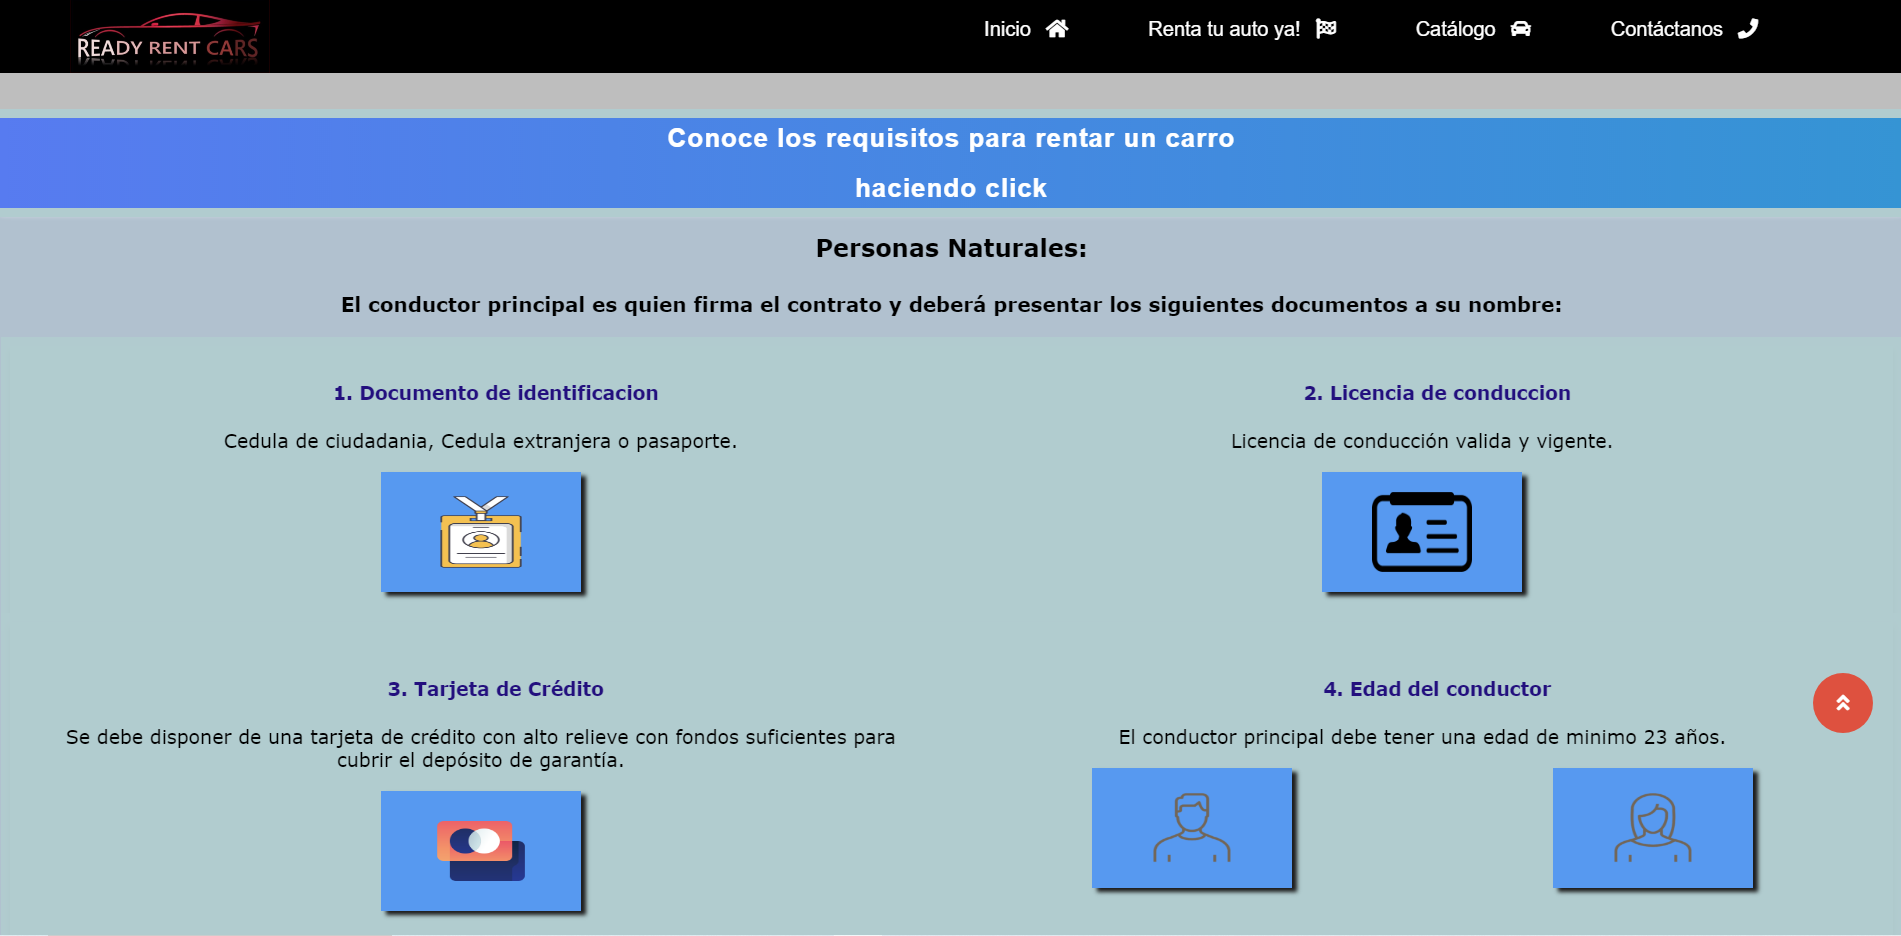 READY RENT CARS
Inicio
Renta tu auto ya!
Catálogo
Contáctanos
Conoce los requisitos para rentar un carro
haciendo click
Personas Naturales:
El conductor principal es quien firma el contrato y deberá presentar los siguientes documentos a su nombre:
1. Documento de identificacion
Cedula de ciudadania, Cedula extranjera o pasaporte.
2. Licencia de conduccion
Licencia de conducción valida y vigente.
3. Tarjeta de Crédito
Se debe disponer de una tarjeta de crédito con alto relieve con fondos suficientes para
cubrir el depósito de garantía.
4. Edad del conductor
El conductor principal debe tener una edad de minimo 23 años.